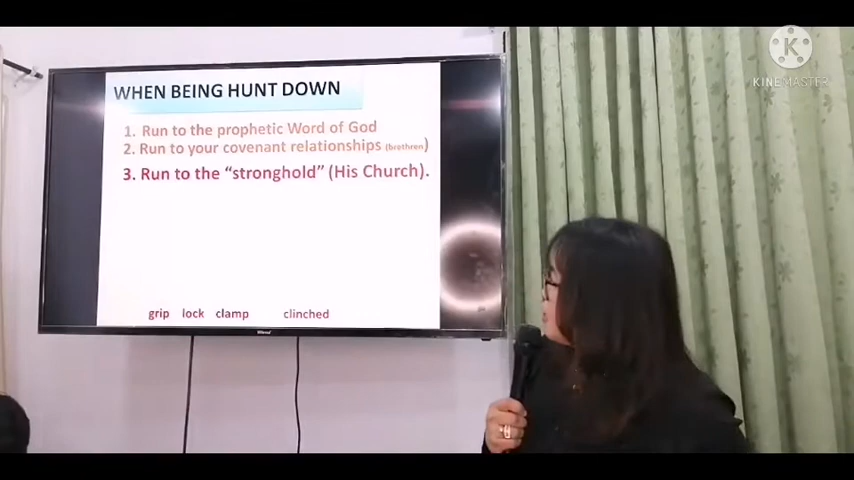 KINEMASTER
WHEN BEING HUNT DOWN
1. Run to the prophetic Word of God
2. Run to your covenant relationships (brethren)
3. Run to the “stronghold” (His Church).
grip lock clamp clinched